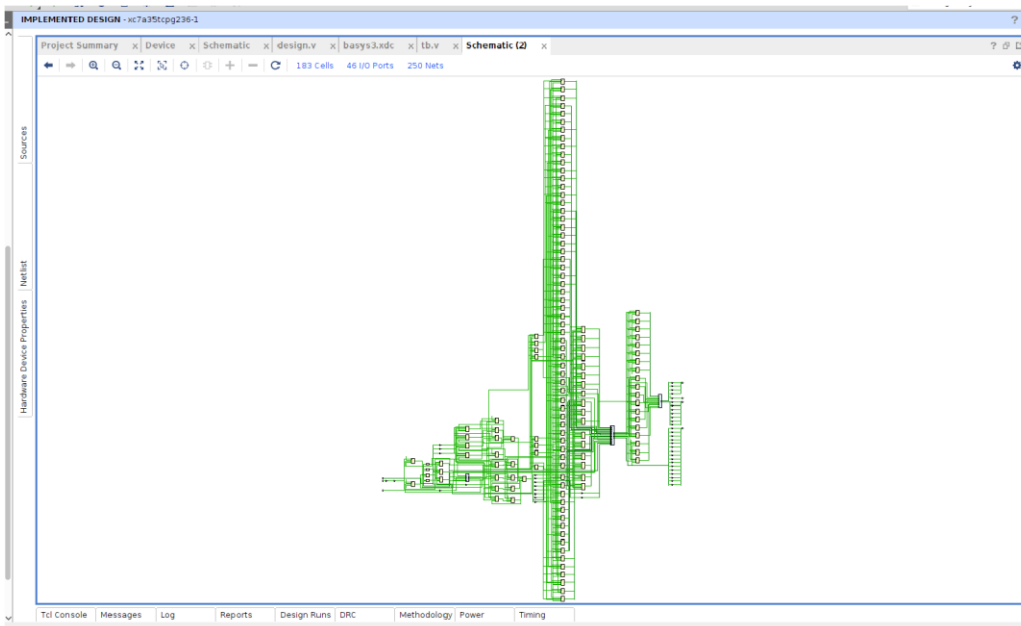 IMPLEMENTED DESIGN - xc7a35tcpg236-1
?
Project Summary x Device x Schematic x design.v x basys3.xdc x tb.v x Schematic (2) x
?
183 Cells 46 I/O Ports 250 Nets
Sources
Netlist
Hardware Device Properties
Tcl Console Messages Log Reports Design Runs DRC Methodology Power Timing